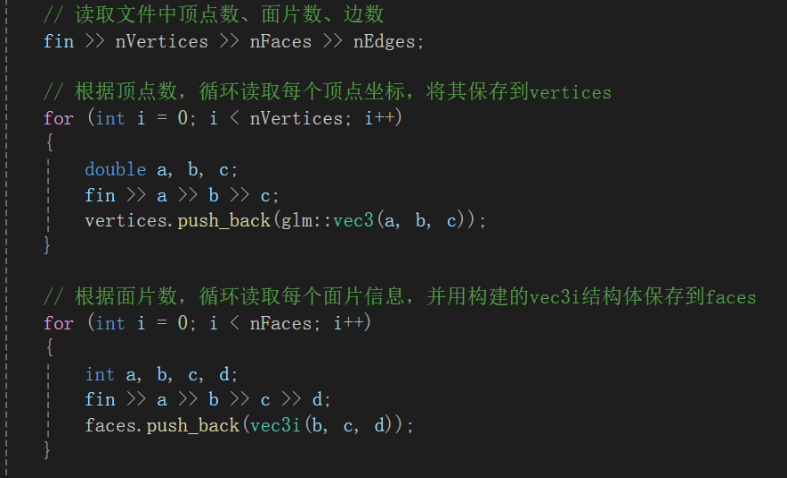 // 读取文件中顶点数、面片数、边数
fin >> nVertices >> nFaces >> nEdges;
// 根据顶点数，循环读取每个顶点坐标，将其保存到vertices
for (int i = 0; i < nVertices; i++)
{
double a, b, c;
fin >> a >> b >> c;
vertices.push_back(glm::vec3(a, b, c));
}
// 根据面片数，循环读取每个面片信息，并用构建的vec3i结构体保存到faces
for (int i = 0; i < nFaces; i++)
{
int a, b, c, d;
fin >> a >> b >> c >> d;
faces.push_back(vec3i(b, c, d));
}